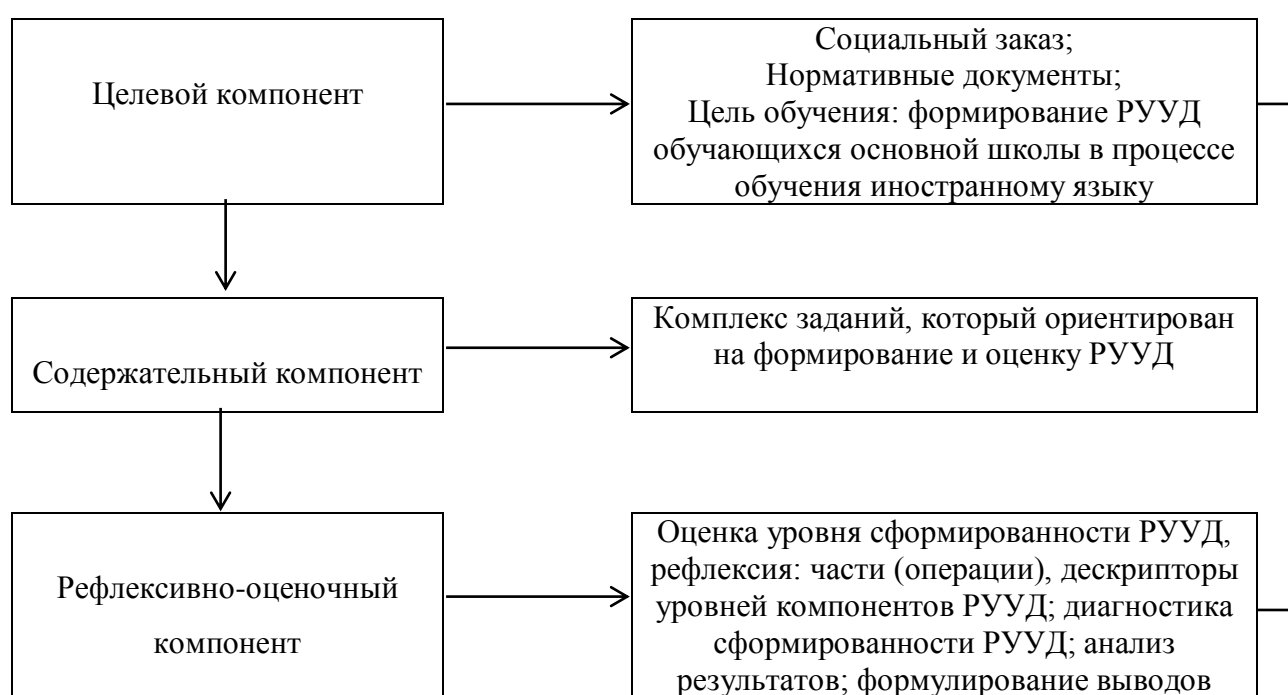 Целевой компонент
Социальный заказ;
Нормативные документы;
Цель обучения: формирование РУУД
обучающихся основной школы в процессе
обучения иностранному языку
Содержательный компонент
Комплекс заданий, который ориентирован
на формирование и оценку РУУД
Рефлексивно-оценочный
компонент
Оценка уровня сформированности РУУД,
рефлексия: части (операции), дескрипторы
уровней компонентов РУУД; диагностика
сформированности РУУД; анализ
результатов; формулирование выводов